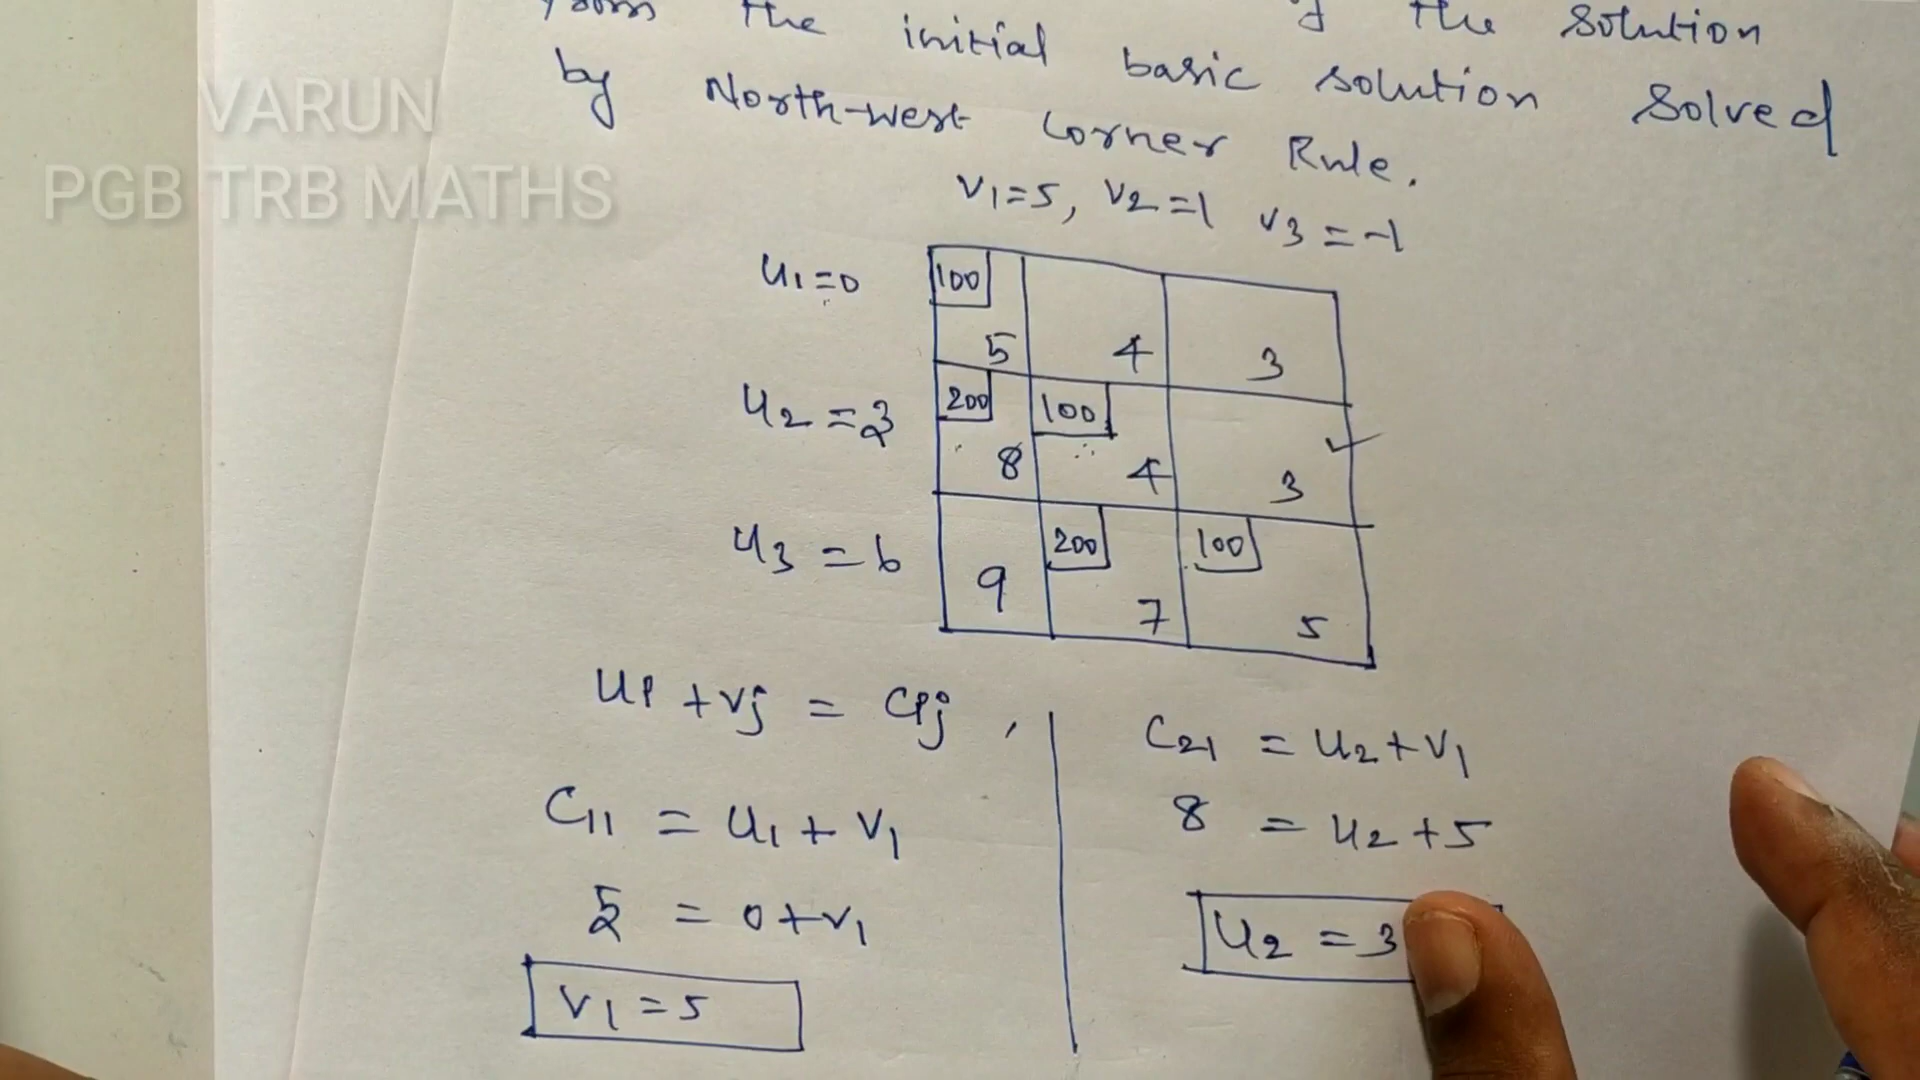 VARUN
PGB TRB MATHS
from the initial the solution
by North-west Corner Rule. basic solution solved
V1=5, V2=1 V3=-1
U1=0 100 5 4 3
U2=3 200 8 100 4 3
U3=6 9 200 7 100 5
Ui+Vj = Cij,
C11 = U1+V1
5 = 0+V1
V1=5
C21 = U2+V1
8 = U2+5
U2=3